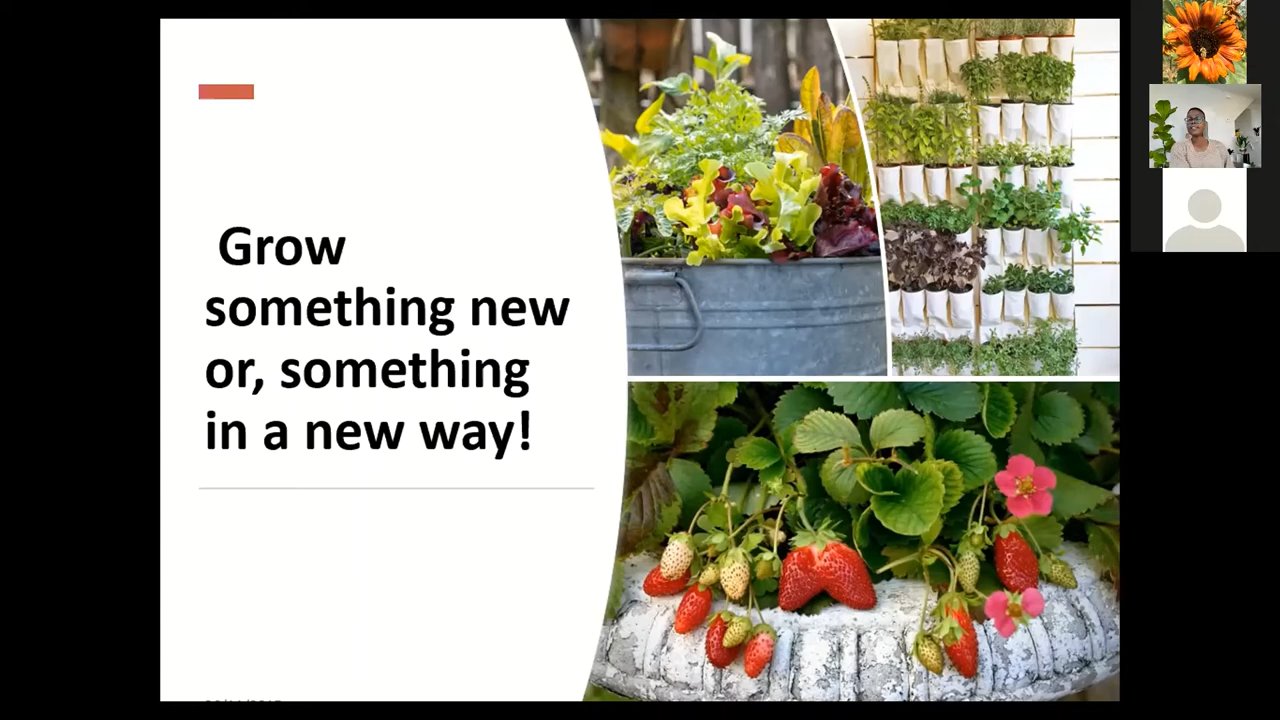 Grow
something new
or, something
in a new way!